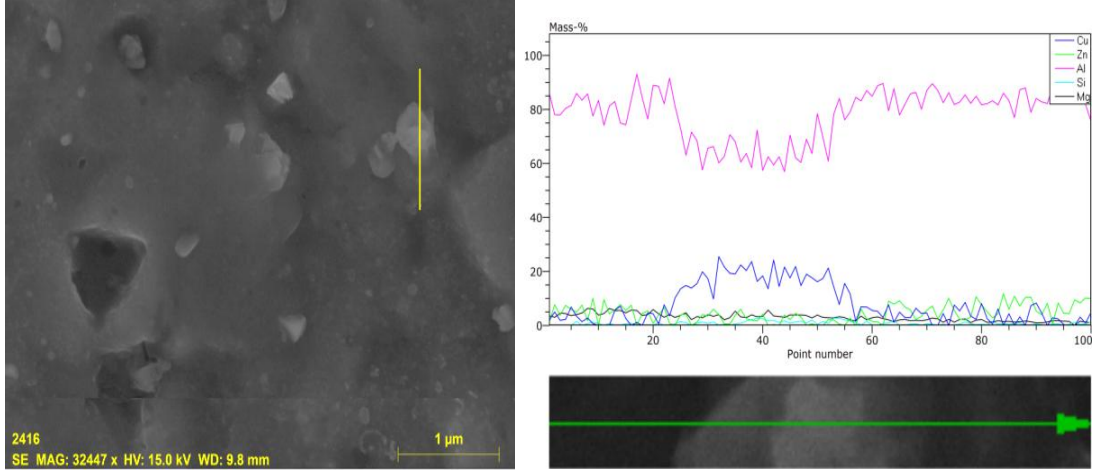 2416
SE MAG: 32447 x HV: 15.0 kV WD: 9.8 mm
1 µm
Mass-%
100
80
60
40
20
0
20 40 60 80 100
Point number
Cu
Zn
Al
Si
Mg